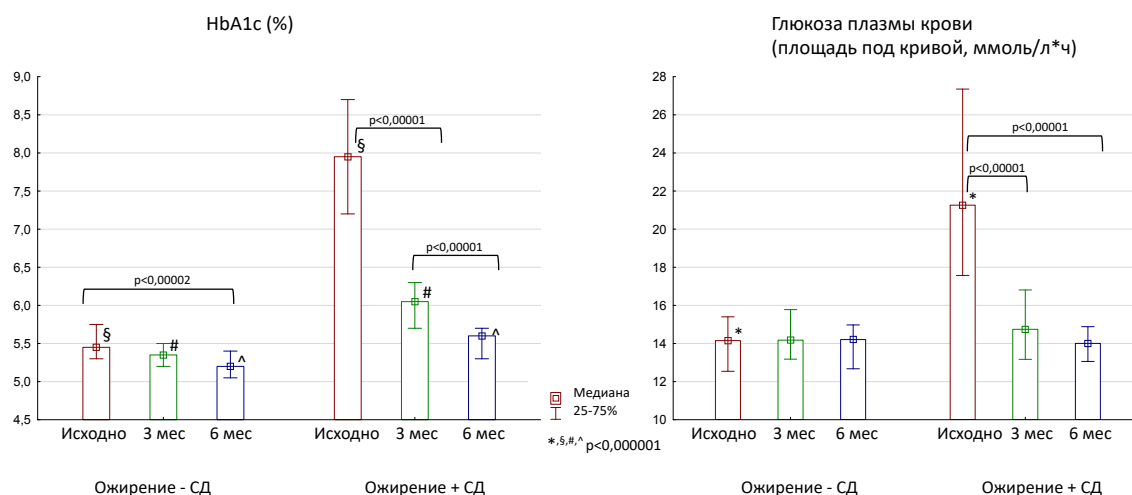 HbA1c (%)
9,0
8,5
8,0
7,5
7,0
6,5
6,0
5,5
5,0
4,5
p<0,00002
p<0,00001
p<0,00001
§
#
^
§
#
^
Исходно 3 мес 6 мес
Исходно 3 мес 6 мес
Ожирение - СД
Ожирение + СД
Медиана
25-75%
*,§,#,^ p<0,000001
Глюкоза плазмы крови
(площадь под кривой, ммоль/л*ч)
28
26
24
22
20
18
16
14
12
10
p<0,00001
p<0,00001
*
*
Исходно 3 мес 6 мес
Исходно 3 мес 6 мес
Ожирение - СД
Ожирение + СД